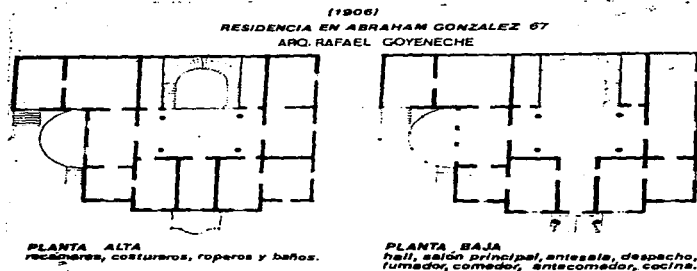 (1906)
RESIDENCIA EN ABRAHAM GONZALEZ 67
ARQ. RAFAEL GOYENECHE
PLANTA ALTA
recámaras, costureros, roperos y baños.
PLANTA BAJA
hall, salón principal, antesala, despacho,
fumador, comedor, antecomedor, cocina.